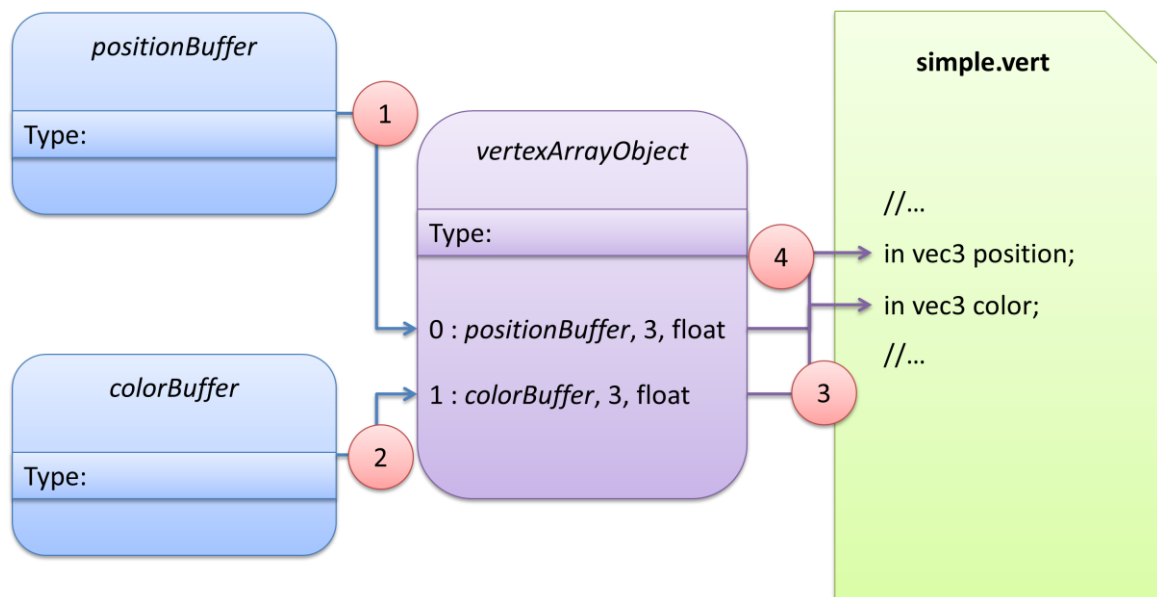 positionBuffer
Type:
1
vertexArrayObject
Type:
0 : positionBuffer, 3, float
1 : colorBuffer, 3, float
colorBuffer
Type:
2
4
3
simple.vert
//...
in vec3 position;
in vec3 color;
//...